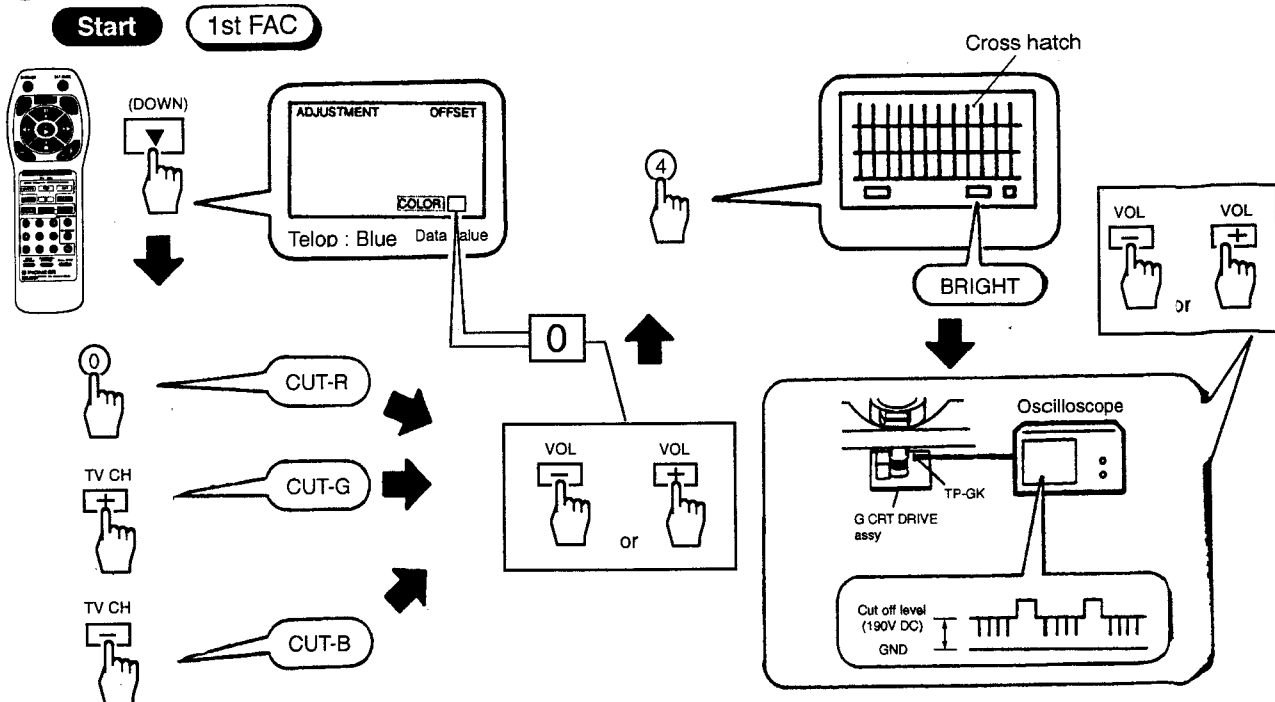 Start
1st FAC
(DOWN)
▼
ADJUSTMENT OFFSET
COLOR
Telop : Blue Data value
0
CUT-R
TV CH
+
CUT-G
TV CH
−
CUT-B
0
VOL VOL
− +
or
4
Cross hatch
BRIGHT
VOL VOL
− +
or
Oscilloscope
TP-GK
G CRT DRIVE
assy
Cut off level
(190V DC)
GND